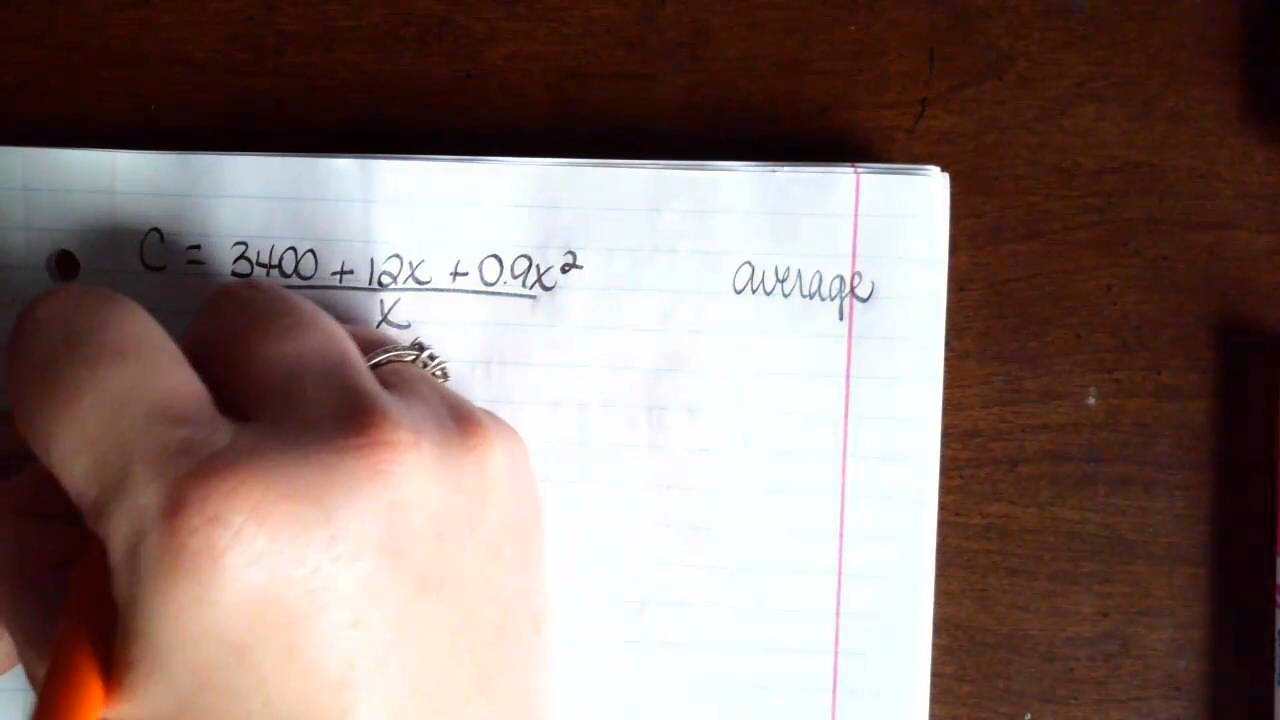 C = 3400 + 12x + 0.9x² average
x